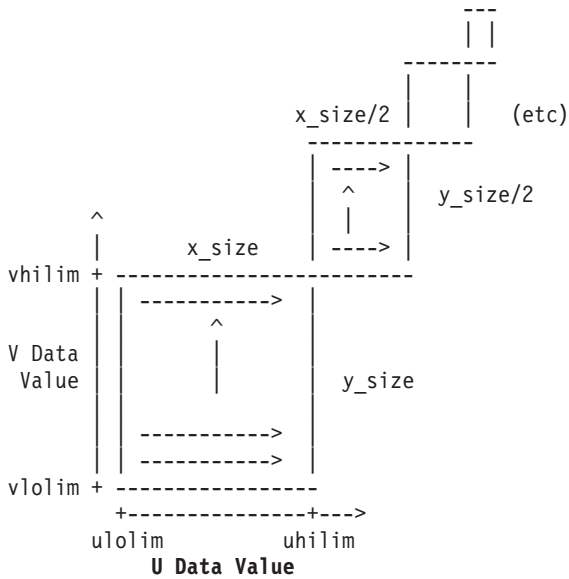 x_size/2 (etc)
y_size/2
x_size
vhilim
V Data
Value
y_size
vlolim
ulolim uhilim
U Data Value